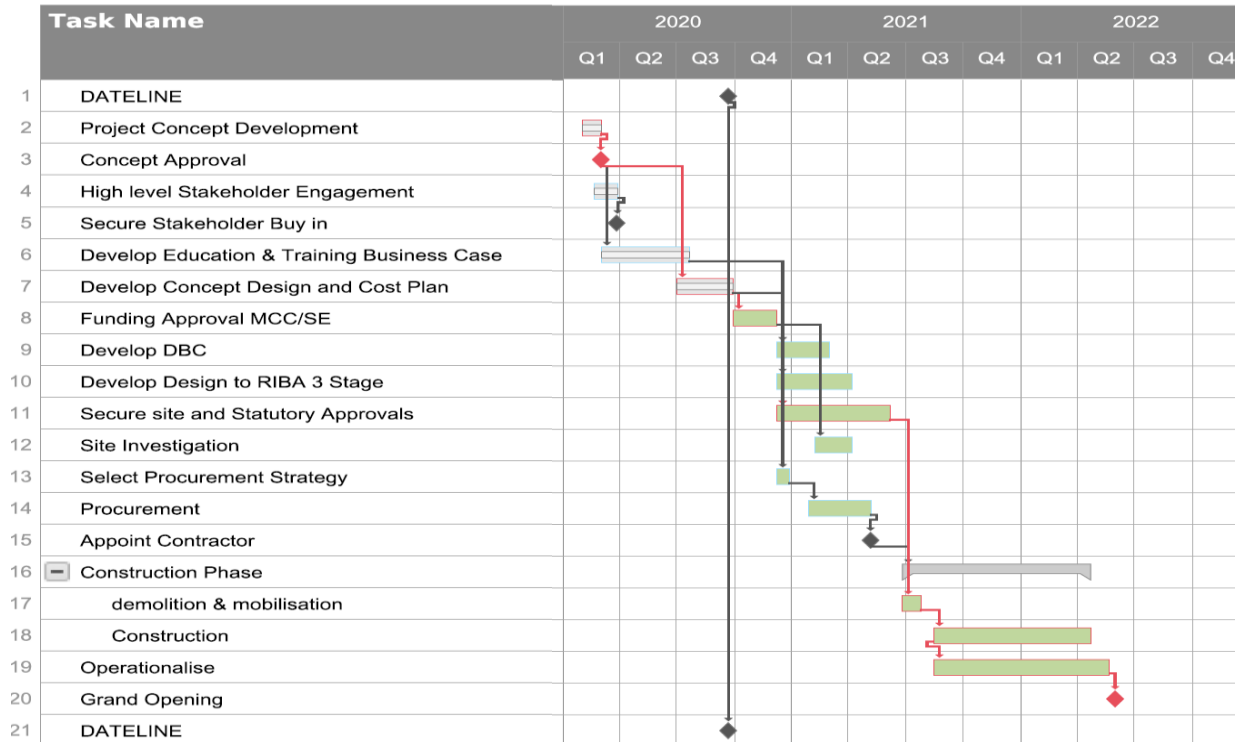 Task Name 2020 2021 2022
Q1 Q2 Q3 Q4 Q1 Q2 Q3 Q4 Q1 Q2 Q3 Q4
1 DATELINE
2 Project Concept Development
3 Concept Approval
4 High level Stakeholder Engagement
5 Secure Stakeholder Buy in
6 Develop Education & Training Business Case
7 Develop Concept Design and Cost Plan
8 Funding Approval MCC/SE
9 Develop DBC
10 Develop Design to RIBA 3 Stage
11 Secure site and Statutory Approvals
12 Site Investigation
13 Select Procurement Strategy
14 Procurement
15 Appoint Contractor
16 Construction Phase
17 demolition & mobilisation
18 Construction
19 Operationalise
20 Grand Opening
21 DATELINE